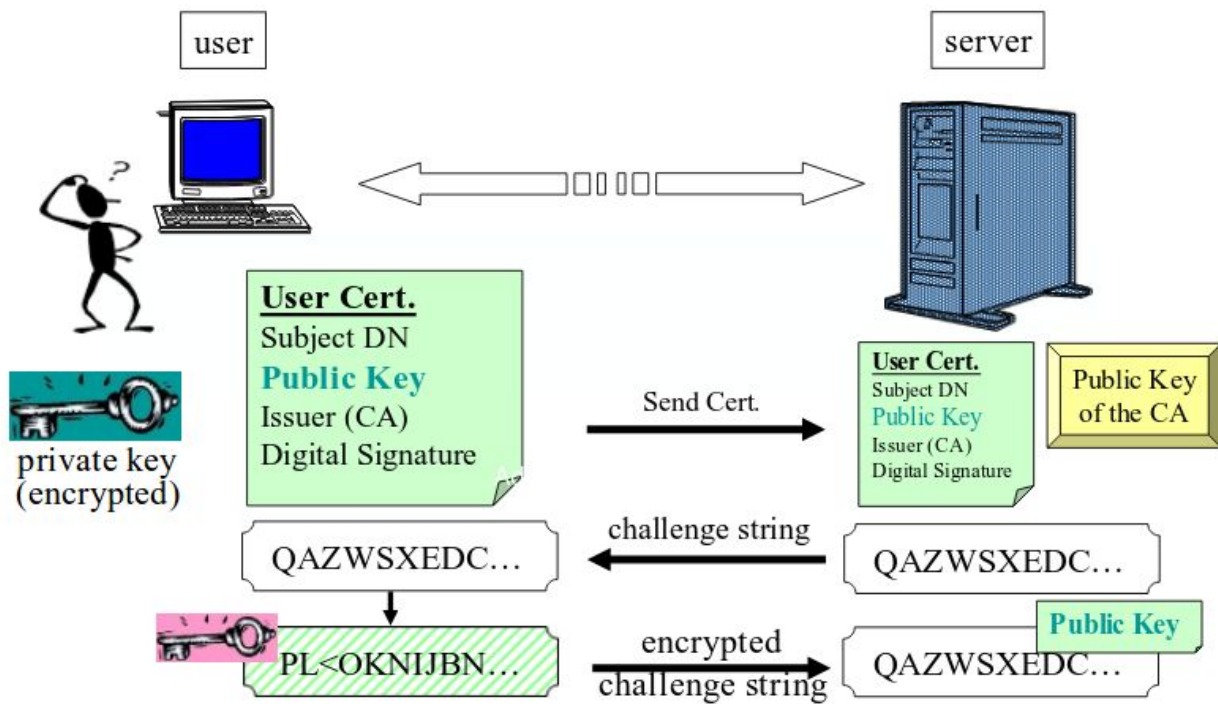 user
server
?
User Cert.
Subject DN
Public Key
Issuer (CA)
Digital Signature
private key
(encrypted)
Send Cert.
User Cert.
Subject DN
Public Key
Issuer (CA)
Digital Signature
Public Key
of the CA
QAZWSXEDC…
challenge string
QAZWSXEDC…
PL<OKNIJBN…
encrypted
challenge string
Public Key
QAZWSXEDC…